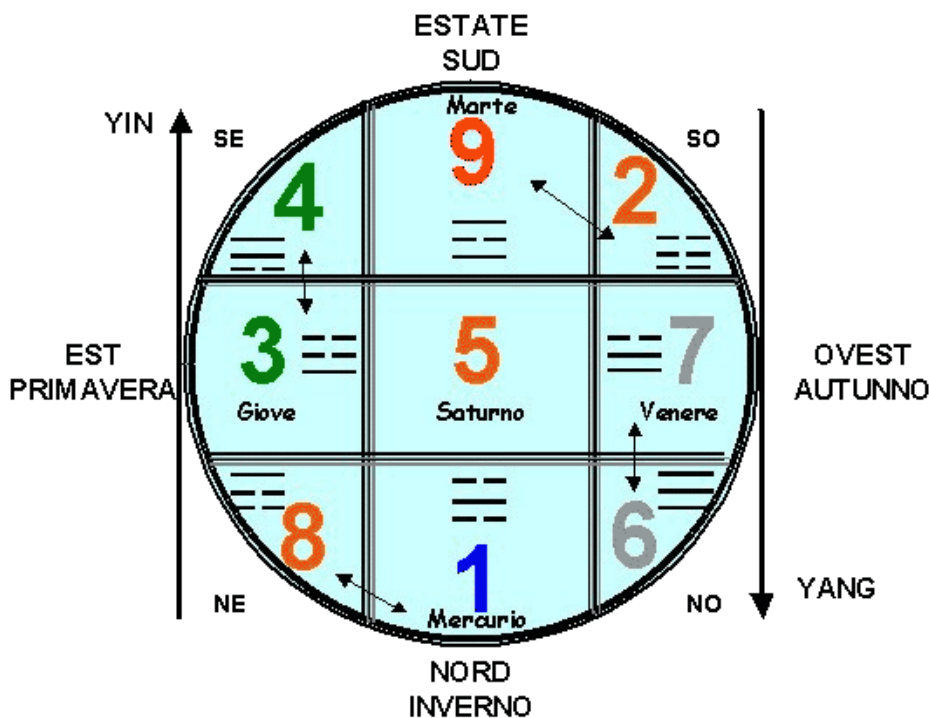 ESTATE
SUD
Marte
YIN
SE
SO
4
9
2
EST
PRIMAVERA
3
5
7
OVEST
AUTUNNO
Giove
Saturno
Venere
8
1
6
NE
NO
YANG
Mercurio
NORD
INVERNO